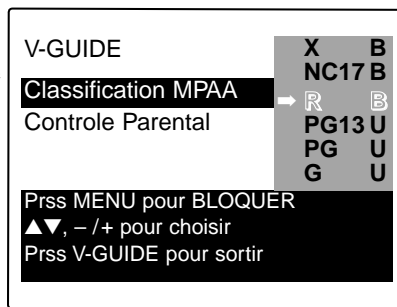 V-GUIDE
Classification MPAA
Controle Parental
X B
NC17 B
➡ R B
PG13 U
PG U
G U
Prss MENU pour BLOQUER
▲▼, – /+ pour choisir
Prss V-GUIDE pour sortir